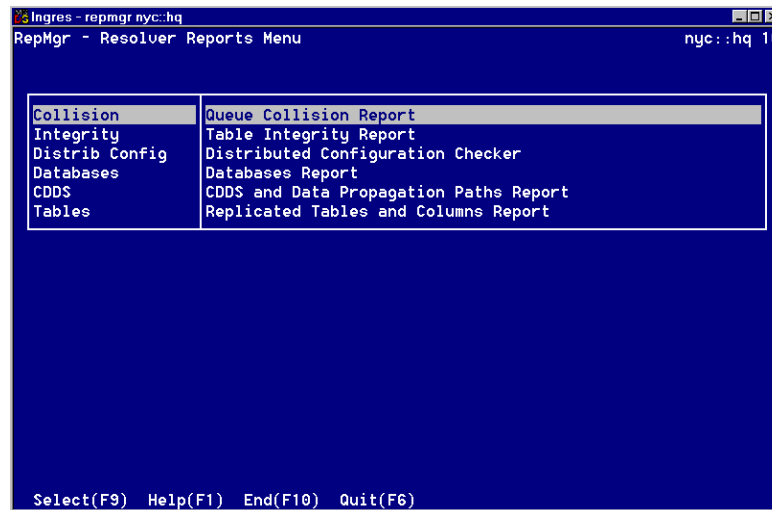 Ingres - repmgr nyc::hq
RepMgr - Resolver Reports Menu nyc::hq
Collision Queue Collision Report
Integrity Table Integrity Report
Distrib Config Distributed Configuration Checker
Databases Databases Report
CDDS CDDS and Data Propagation Paths Report
Tables Replicated Tables and Columns Report
Select(F9) Help(F1) End(F10) Quit(F6)